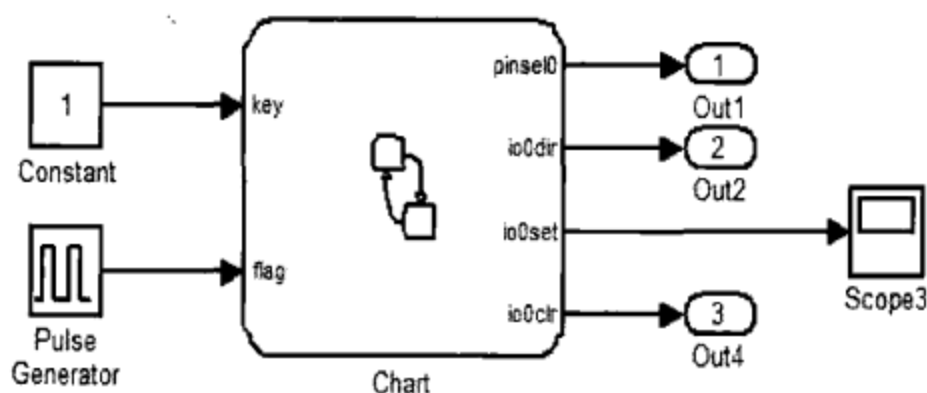 1
Constant
Pulse
Generator
key
flag
pinsel0
io0dir
io0set
io0clr
Chart
1
Out1
2
Out2
Scope3
3
Out4